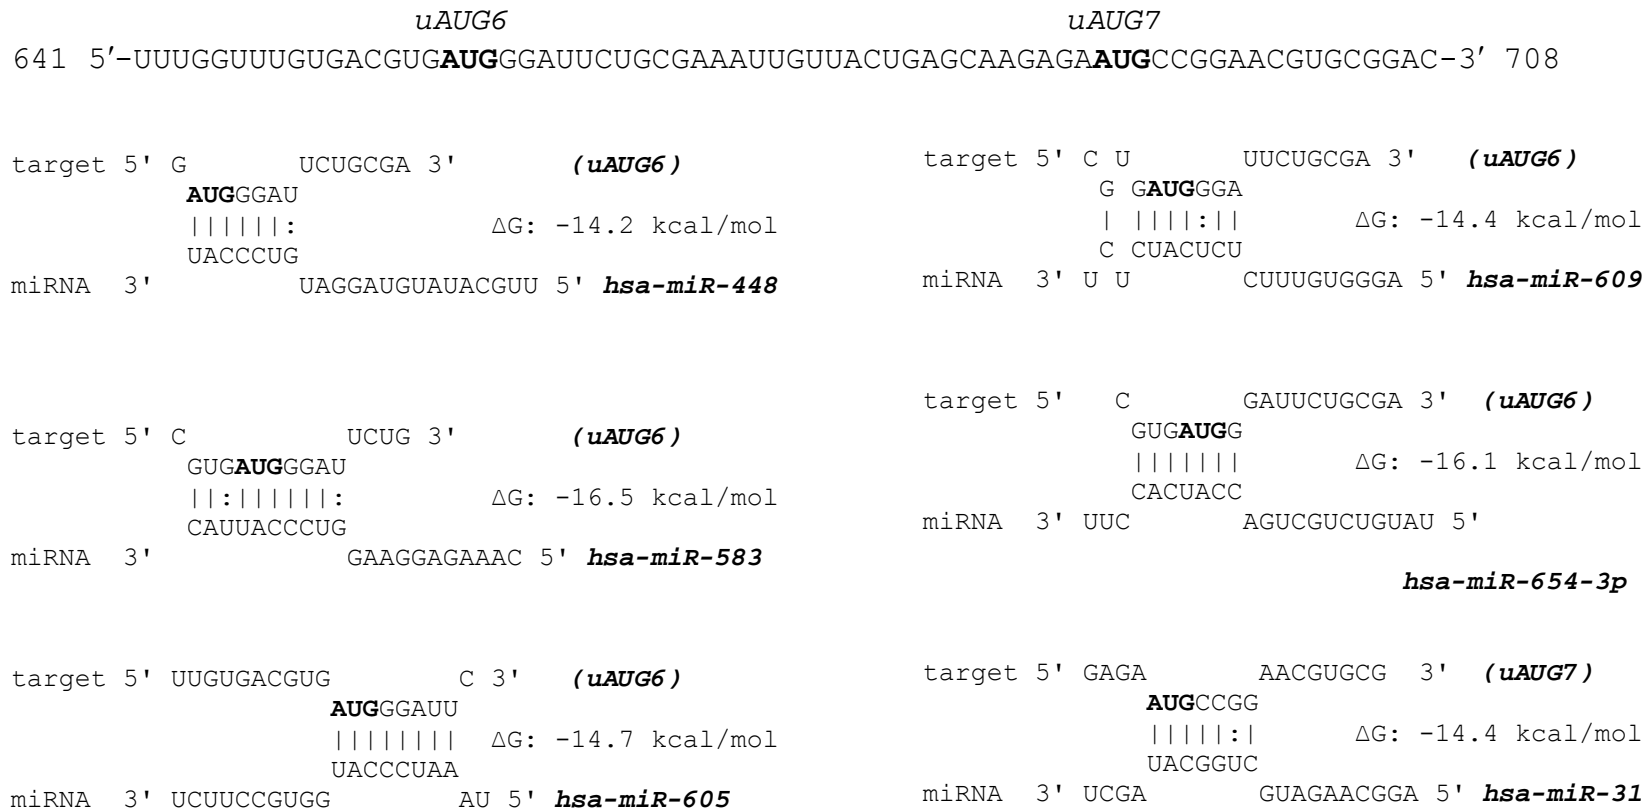 uAUG6 uAUG7
641 5′-UUUGGUUUGUGACGUGAUGGGAUUCUGCGAAAUUGUUACUGAGCAAGAGAAUGCCGGAACGUGCGGAC-3′ 708
target 5' G UCUGCGA 3' (uAUG6)
AUGGGAU
||||||: ΔG: -14.2 kcal/mol
UACCCUG
miRNA 3' UAGGAUGUAUACGUU 5' hsa-miR-448
target 5' C U UUCUGCGA 3' (uAUG6)
G GAUGGGA
| ||||:|| ΔG: -14.4 kcal/mol
C CUACUCU
miRNA 3' U U CUUUGUGGGA 5' hsa-miR-609
target 5' C UCUG 3' (uAUG6)
GUGAUGGGAU
||:||||||: ΔG: -16.5 kcal/mol
CAUUACCCUG
miRNA 3' GAAGGAGAAAC 5' hsa-miR-583
target 5' C GAUUCUGCGA 3' (uAUG6)
GUGAUGG
||||||| ΔG: -16.1 kcal/mol
CACUACC
miRNA 3' UUC AGUCGUCUGUAU 5'
hsa-miR-654-3p
target 5' UUGUGACGUG C 3' (uAUG6)
AUGGGAUU
|||||||| ΔG: -14.7 kcal/mol
UACCCUAA
miRNA 3' UCUUCCGUGG AU 5' hsa-miR-605
target 5' GAGA AACGUGCG 3' (uAUG7)
AUGCCGG
|||||:| ΔG: -14.4 kcal/mol
UACGGUC
miRNA 3' UCGA GUAGAACGGA 5' hsa-miR-31